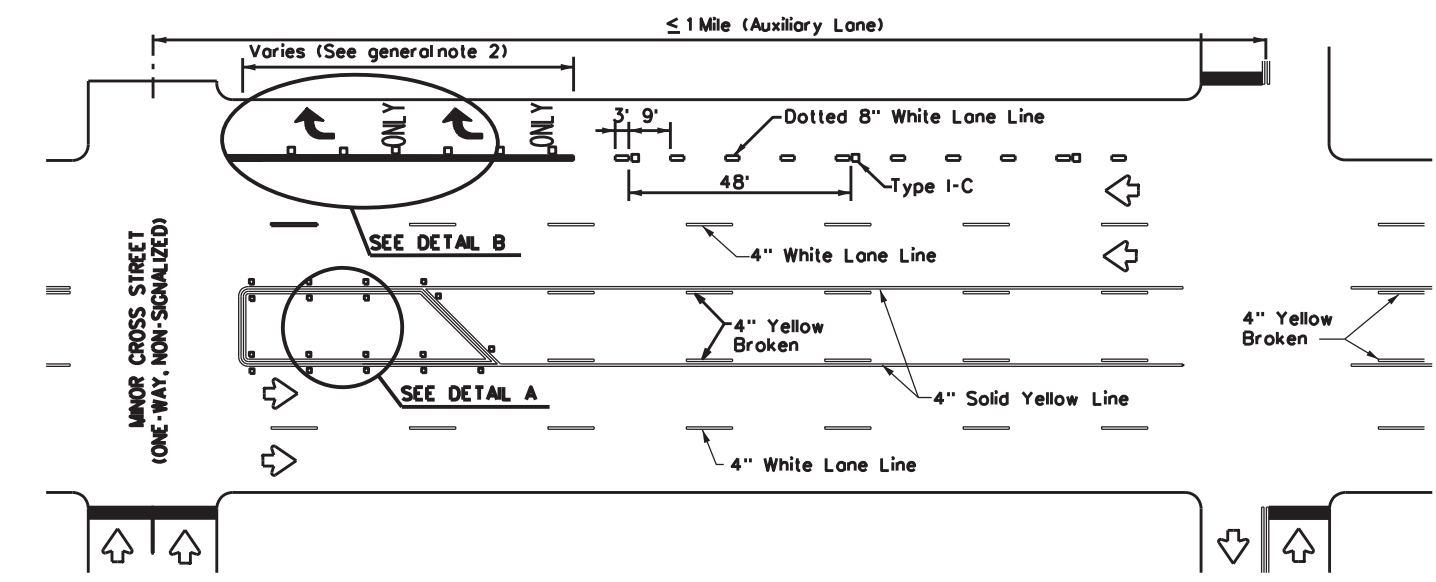 ≤ 1 Mile (Auxiliary Lane)
Varies (See general note 2)
ONLY
ONLY
3' 9'
Dotted 8" White Lane Line
48'
Type I-C
SEE DETAIL B
4" White Lane Line
MINOR CROSS STREET
(ONE-WAY, NON-SIGNALIZED)
4" Yellow
Broken
4" Yellow
Broken
SEE DETAIL A
4" Solid Yellow Line
4" White Lane Line